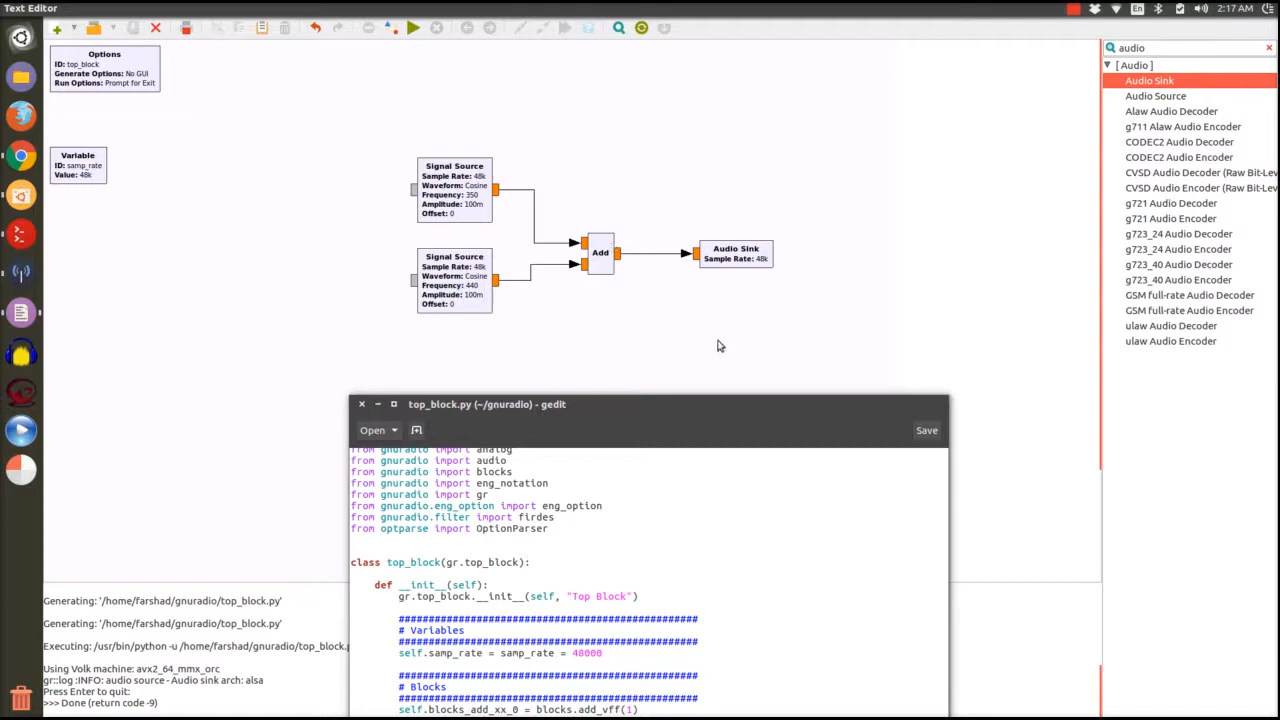 Text Editor
En
2:17 AM
Options
ID: top_block
Generate Options: No GUI
Run Options: Prompt for Exit
Variable
ID: samp_rate
Value: 48k
Signal Source
Sample Rate: 48k
Waveform: Cosine
Frequency: 350
Amplitude: 100m
Offset: 0
Signal Source
Sample Rate: 48k
Waveform: Cosine
Frequency: 440
Amplitude: 100m
Offset: 0
Add
Audio Sink
Sample Rate: 48k
audio
[ Audio ]
Audio Sink
Audio Source
Alaw Audio Decoder
g711 Alaw Audio Encoder
CODEC2 Audio Decoder
CODEC2 Audio Encoder
CVSD Audio Decoder (Raw Bit-Lev
CVSD Audio Encoder (Raw Bit-Lev
g721 Audio Decoder
g721 Audio Encoder
g723_24 Audio Decoder
g723_24 Audio Encoder
g723_40 Audio Decoder
g723_40 Audio Encoder
GSM full-rate Audio Decoder
GSM full-rate Audio Encoder
ulaw Audio Decoder
ulaw Audio Encoder
top_block.py (~/gnuradio) - gedit
Open
Save
from gnuradio import analog
from gnuradio import audio
from gnuradio import blocks
from gnuradio import eng_notation
from gnuradio import gr
from gnuradio.eng_option import eng_option
from gnuradio.filter import firdes
from optparse import OptionParser
class top_block(gr.top_block):
def __init__(self):
gr.top_block.__init__(self, "Top Block")
##################################################
# Variables
##################################################
self.samp_rate = samp_rate = 48000
##################################################
# Blocks
##################################################
self.blocks_add_xx_0 = blocks.add_vff(1)
Generating: '/home/farshad/gnuradio/top_block.py'
Generating: '/home/farshad/gnuradio/top_block.py'
Executing: /usr/bin/python -u /home/farshad/gnuradio/top_block.p
Using Volk machine: avx2_64_mmx_orc
gr::log :INFO: audio source - Audio sink arch: alsa
Press Enter to quit:
>>> Done (return code -9)